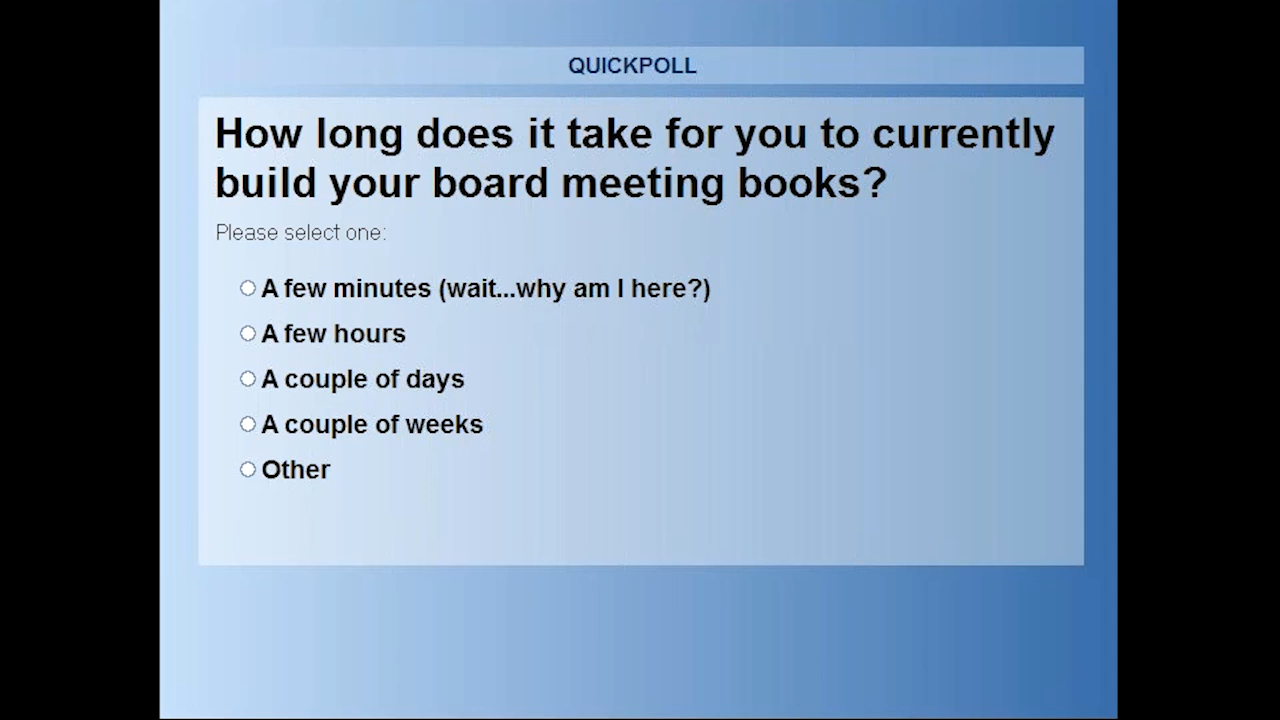 QUICKPOLL
How long does it take for you to currently
build your board meeting books?
Please select one:
A few minutes (wait...why am I here?)
A few hours
A couple of days
A couple of weeks
Other